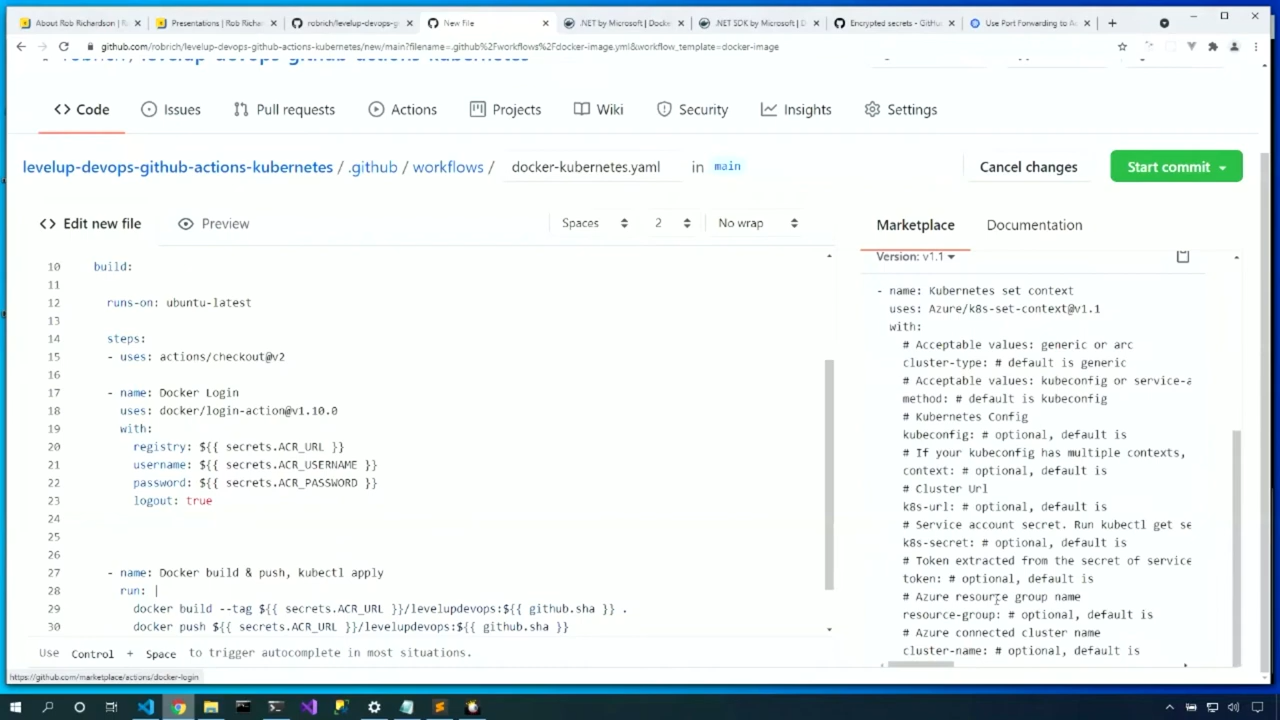 About Rob Richardson | R
Presentations | Rob Richard
robrich/levelup-devops-g
New File
.NET by Microsoft | Docke
.NET SDK by Microsoft | D
Encrypted secrets - GitHu
Use Port Forwarding to A
github.com/robrich/levelup-devops-github-actions-kubernetes/new/main?filename=.github%2Fworkflows%2Fdocker-image.yml&workflow_template=docker-image
robrich / levelup-devops-github-actions-kubernetes
Code Issues Pull requests Actions Projects Wiki Security Insights Settings
levelup-devops-github-actions-kubernetes / .github / workflows / docker-kubernetes.yaml in main
Cancel changes
Start commit
<> Edit new file
Preview
Spaces
2
No wrap
10 build:
11
12 runs-on: ubuntu-latest
13
14 steps:
15 - uses: actions/checkout@v2
16
17 - name: Docker Login
18 uses: docker/login-action@v1.10.0
19 with:
20 registry: ${{ secrets.ACR_URL }}
21 username: ${{ secrets.ACR_USERNAME }}
22 password: ${{ secrets.ACR_PASSWORD }}
23 logout: true
24
25
26
27 - name: Docker build & push, kubectl apply
28 run: |
29 docker build --tag ${{ secrets.ACR_URL }}/levelupdevops:${{ github.sha }} .
30 docker push ${{ secrets.ACR_URL }}/levelupdevops:${{ github.sha }}
Use Control + Space to trigger autocomplete in most situations.
Marketplace
Documentation
Version: v1.1
- name: Kubernetes set context
uses: Azure/k8s-set-context@v1.1
with:
# Acceptable values: generic or arc
cluster-type: # default is generic
# Acceptable values: kubeconfig or service-a
method: # default is kubeconfig
# Kubernetes Config
kubeconfig: # optional, default is
# If your kubeconfig has multiple contexts,
context: # optional, default is
# Cluster Url
k8s-url: # optional, default is
# Service account secret. Run kubectl get se
k8s-secret: # optional, default is
# Token extracted from the secret of service
token: # optional, default is
# Azure resource group name
resource-group: # optional, default is
# Azure connected cluster name
cluster-name: # optional, default is
https://github.com/marketplace/actions/docker-login